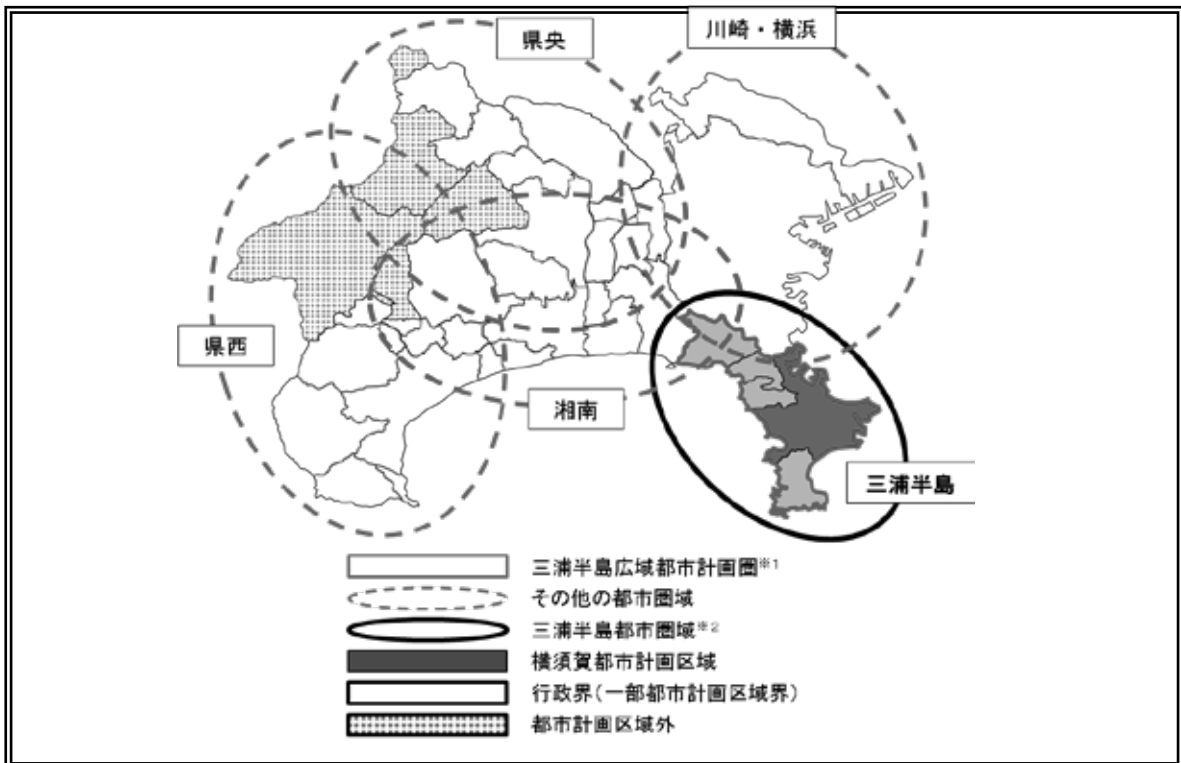 県央
川崎・横浜
県西
湘南
三浦半島
三浦半島広域都市計画圏※1
その他の都市圏域
三浦半島都市圏域※2
横須賀都市計画区域
行政界（一部都市計画区域界）
都市計画区域外